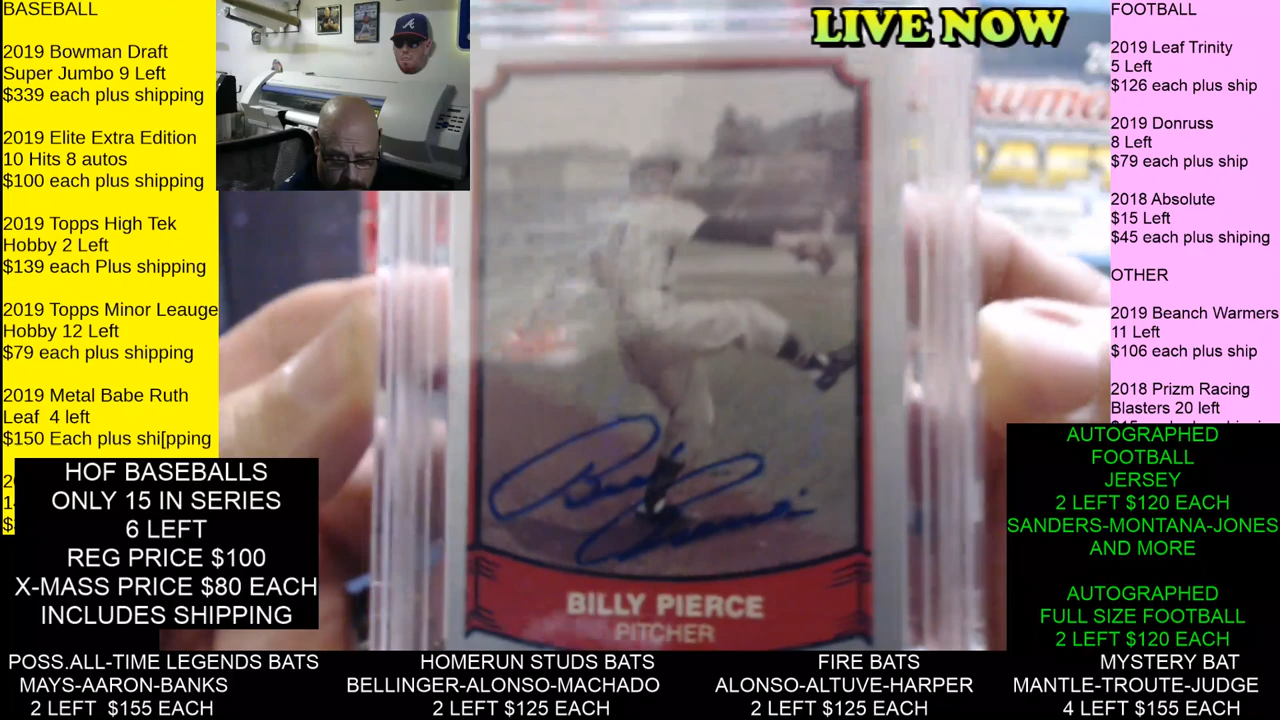 BASEBALL
2019 Bowman Draft
Super Jumbo 9 Left
$339 each plus shipping
2019 Elite Extra Edition
10 Hits 8 autos
$100 each plus shipping
2019 Topps High Tek
Hobby 2 Left
$139 each Plus shipping
2019 Topps Minor Leauge
Hobby 12 Left
$79 each plus shipping
2019 Metal Babe Ruth
Leaf 4 left
$150 Each plus shi[pping
HOF BASEBALLS
ONLY 15 IN SERIES
6 LEFT
REG PRICE $100
X-MASS PRICE $80 EACH
INCLUDES SHIPPING
LIVE NOW
BILLY PIERCE
PITCHER
FOOTBALL
2019 Leaf Trinity
5 Left
$126 each plus ship
2019 Donruss
8 Left
$79 each plus ship
2018 Absolute
$15 Left
$45 each plus shiping
OTHER
2019 Beanch Warmers
11 Left
$106 each plus ship
2018 Prizm Racing
Blasters 20 left
AUTOGRAPHED
FOOTBALL
JERSEY
2 LEFT $120 EACH
SANDERS-MONTANA-JONES
AND MORE
AUTOGRAPHED
FULL SIZE FOOTBALL
2 LEFT $120 EACH
POSS.ALL-TIME LEGENDS BATS
MAYS-AARON-BANKS
2 LEFT $155 EACH
HOMERUN STUDS BATS
BELLINGER-ALONSO-MACHADO
2 LEFT $125 EACH
FIRE BATS
ALONSO-ALTUVE-HARPER
2 LEFT $125 EACH
MYSTERY BAT
MANTLE-TROUTE-JUDGE
4 LEFT $155 EACH